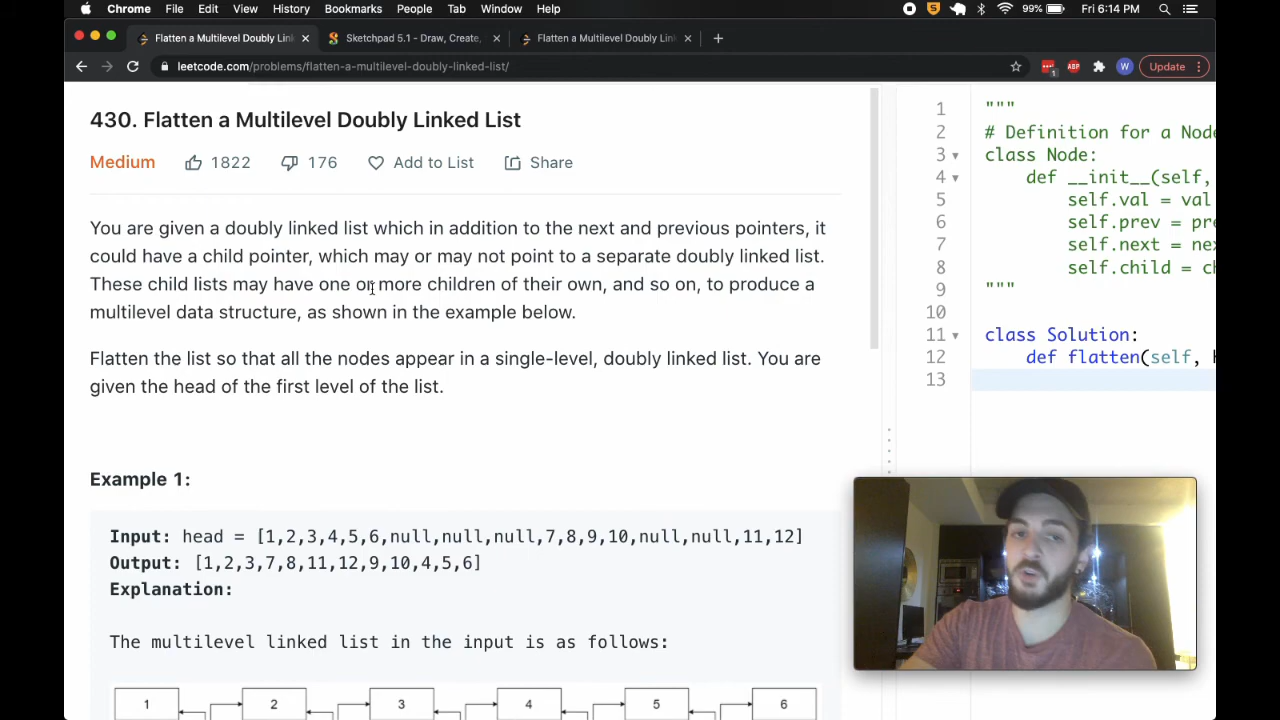 Chrome File Edit View History Bookmarks People Tab Window Help 99% Fri 6:14 PM
Flatten a Multilevel Doubly Link Sketchpad 5.1 - Draw, Create, Flatten a Multilevel Doubly Lin
leetcode.com/problems/flatten-a-multilevel-doubly-linked-list/ ABP W Update
430. Flatten a Multilevel Doubly Linked List
Medium 1822 176 Add to List Share
You are given a doubly linked list which in addition to the next and previous pointers, it
could have a child pointer, which may or may not point to a separate doubly linked list.
These child lists may have one or more children of their own, and so on, to produce a
multilevel data structure, as shown in the example below.
Flatten the list so that all the nodes appear in a single-level, doubly linked list. You are
given the head of the first level of the list.
Example 1:
Input: head = [1,2,3,4,5,6,null,null,null,7,8,9,10,null,null,11,12]
Output: [1,2,3,7,8,11,12,9,10,4,5,6]
Explanation:
The multilevel linked list in the input is as follows:
1 2 3 4 5 6
1 """
2 # Definition for a Node
3 class Node:
4 def __init__(self,
5 self.val = val
6 self.prev = pre
7 self.next = nex
8 self.child = ch
9 """
10
11 class Solution:
12 def flatten(self,
13